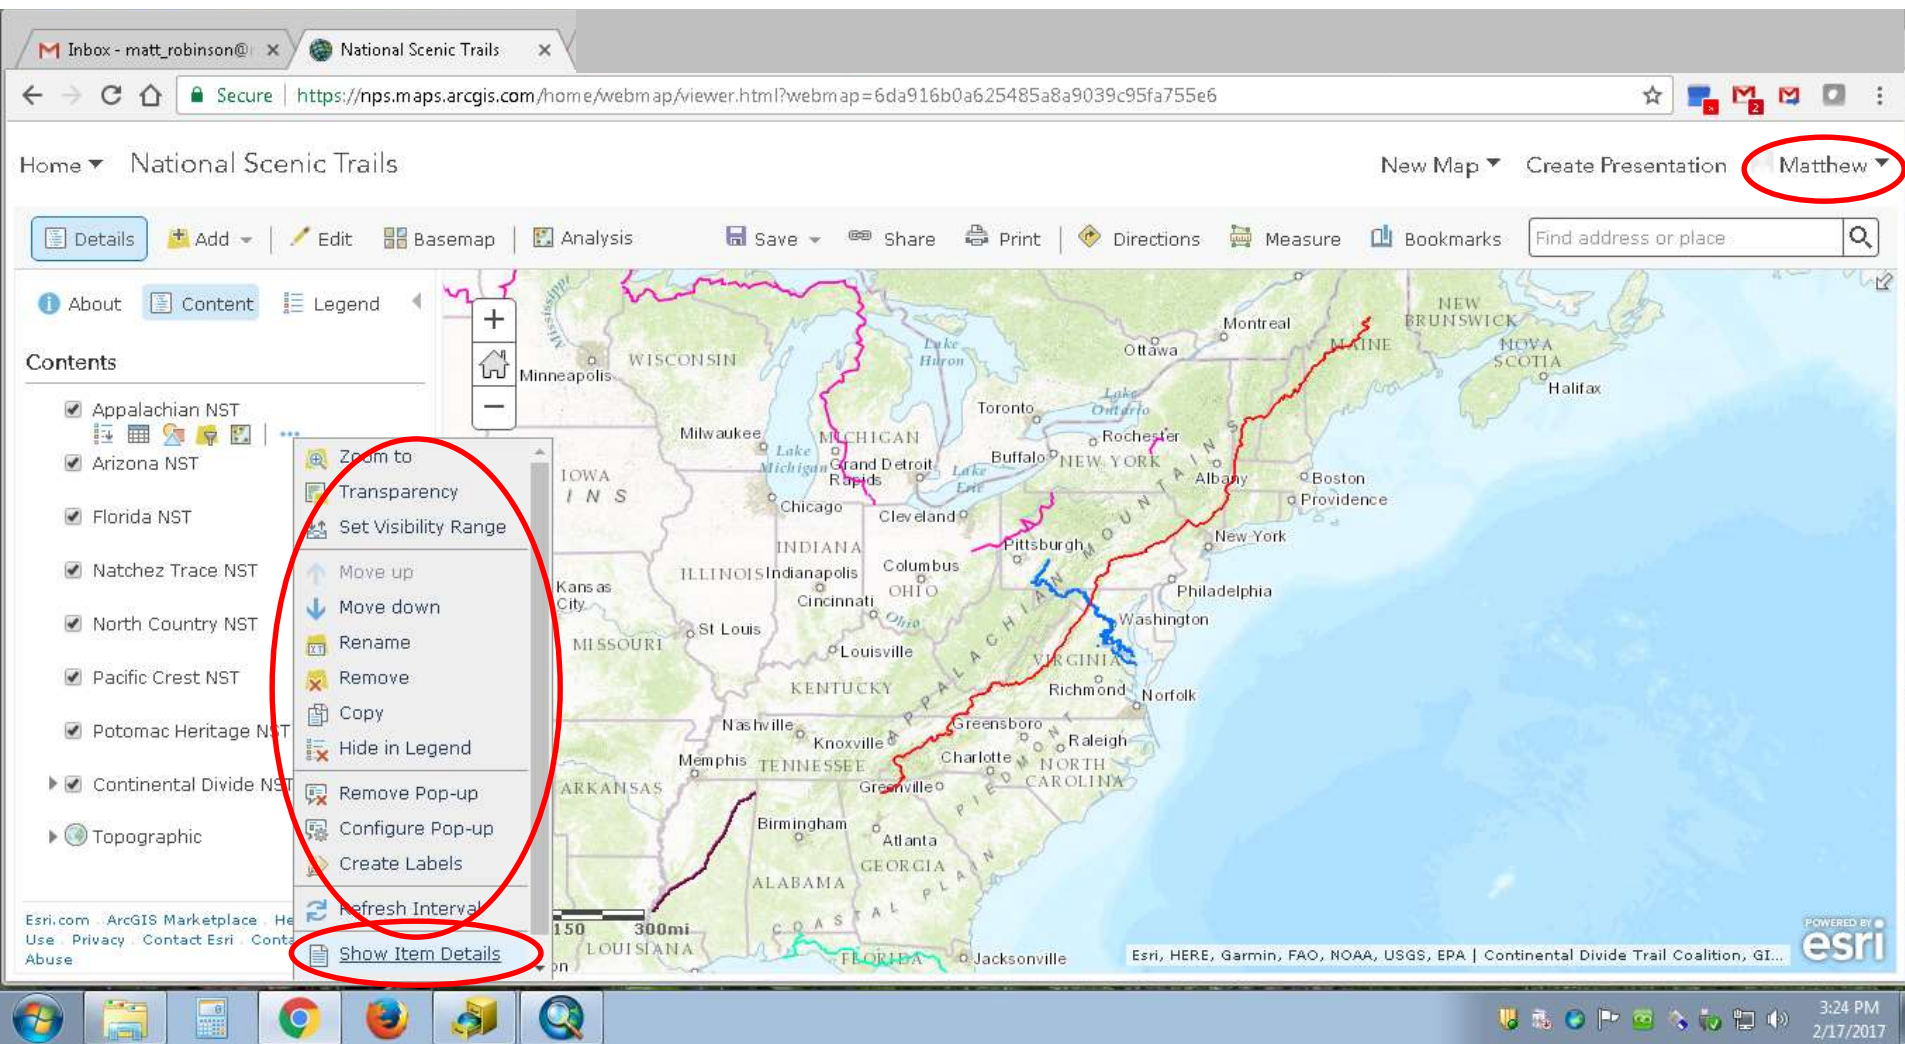 Inbox - matt_robinson@
National Scenic Trails
Secure
https://nps.maps.arcgis.com/home/webmap/viewer.html?webmap=6da916b0a625485a8a9039c95fa755e6
2
Home
National Scenic Trails
New Map
Create Presentation
Matthew
Details
Add
Edit
Basemap
Analysis
Save
Share
Print
Directions
Measure
Bookmarks
Find address or place
About
Content
Legend
Contents
Appalachian NST
Arizona NST
Florida NST
Natchez Trace NST
North Country NST
Pacific Crest NST
Potomac Heritage NST
Continental Divide NST
Topographic
Esri.com . ArcGIS Marketplace . He
Use . Privacy . Contact Esri . Conta
Abuse
Zoom to
Transparency
Set Visibility Range
Move up
Move down
Rename
Remove
Copy
Hide in Legend
Remove Pop-up
Configure Pop-up
Create Labels
Refresh Interval
Show Item Details
Mississippi
Minneapolis
WISCONSIN
Lake
Huron
Ottawa
Montreal
MAINE
NEW
BRUNSWICK
NOVA
SCOTIA
Halifax
Toronto
Lake
Ontario
Milwaukee
Lake
Michigan
MICHIGAN
Grand
Rapids
Detroit
Rochester
Buffalo
NEW YORK
Lake
Erie
Albany
Boston
Providence
IOWA
I N S
Chicago
Cleveland
New York
Pittsburgh
INDIANA
ILLINOIS
Indianapolis
Columbus
OHIO
Philadelphia
Kansas
City
Cincinnati
Ohio
Washington
St Louis
MISSOURI
Louisville
VIRGINIA
KENTUCKY
Richmond
Norfolk
APPALACHIAN MOUNTAINS
Nashville
Greensboro
Knoxville
Raleigh
Memphis
TENNESSEE
Charlotte
NORTH
CAROLINA
PIEDMONT
ARKANSAS
Greenville
Birmingham
Atlanta
GEORGIA
ALABAMA
COASTAL PLAIN
150
300mi
LOUISIANA
on
FLORIDA
Jacksonville
Esri, HERE, Garmin, FAO, NOAA, USGS, EPA | Continental Divide Trail Coalition, GI...
POWERED BY
esri
3:24 PM
2/17/2017